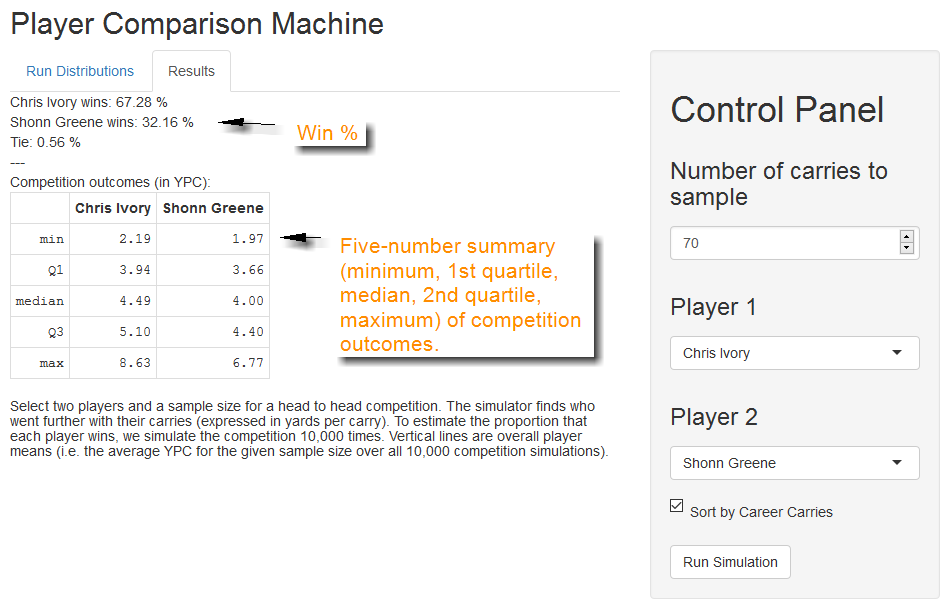 Player Comparison Machine
Run Distributions
Results
Chris Ivory wins: 67.28 %
Shonn Greene wins: 32.16 %
Tie: 0.56 %
---
Win %
Competition outcomes (in YPC):
Chris Ivory Shonn Greene
min 2.19 1.97
Q1 3.94 3.66
median 4.49 4.00
Q3 5.10 4.40
max 8.63 6.77
Five-number summary
(minimum, 1st quartile,
median, 2nd quartile,
maximum) of competition
outcomes.
Select two players and a sample size for a head to head competition. The simulator finds who
went further with their carries (expressed in yards per carry). To estimate the proportion that
each player wins, we simulate the competition 10,000 times. Vertical lines are overall player
means (i.e. the average YPC for the given sample size over all 10,000 competition simulations).
Control Panel
Number of carries to
sample
70
Player 1
Chris Ivory
Player 2
Shonn Greene
Sort by Career Carries
Run Simulation